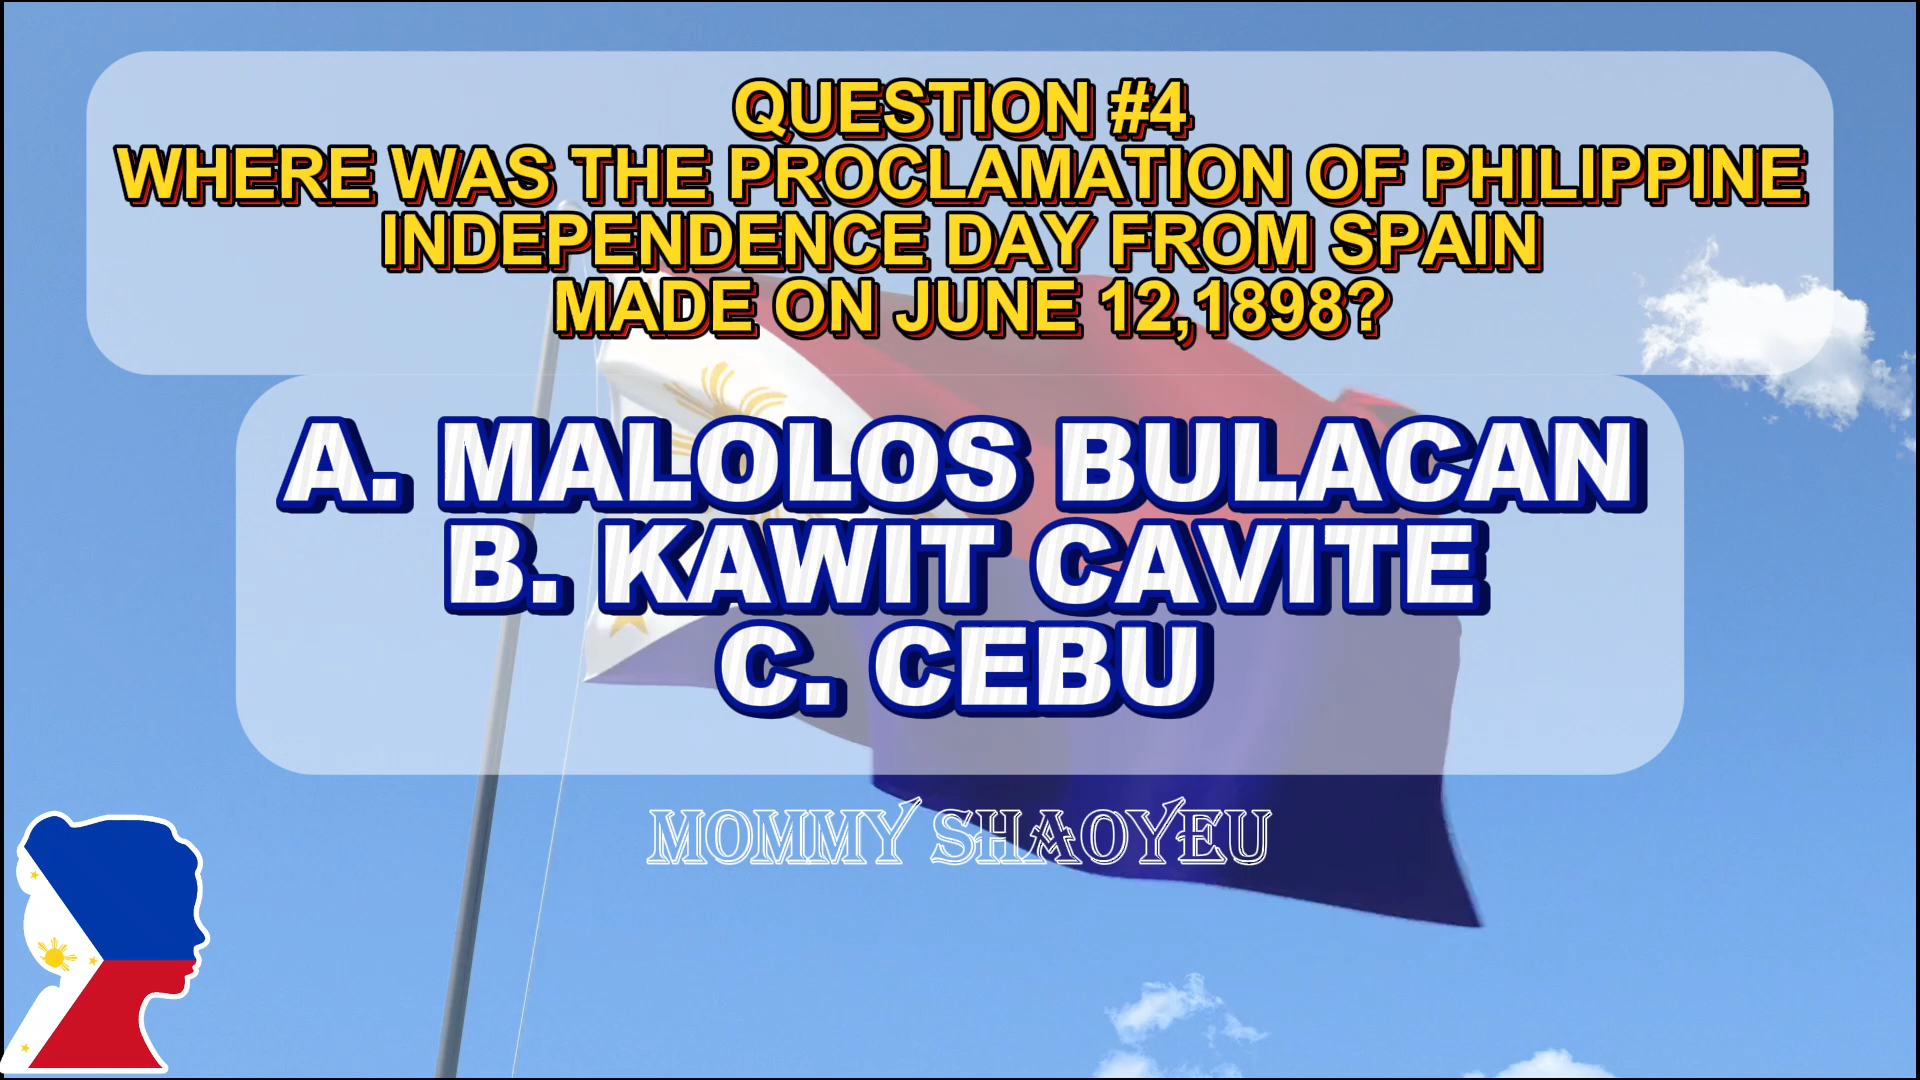 QUESTION #4
WHERE WAS THE PROCLAMATION OF PHILIPPINE
INDEPENDENCE DAY FROM SPAIN
MADE ON JUNE 12,1898?
A. MALOLOS BULACAN
B. KAWIT CAVITE
C. CEBU
MOMMY SHAOYEU